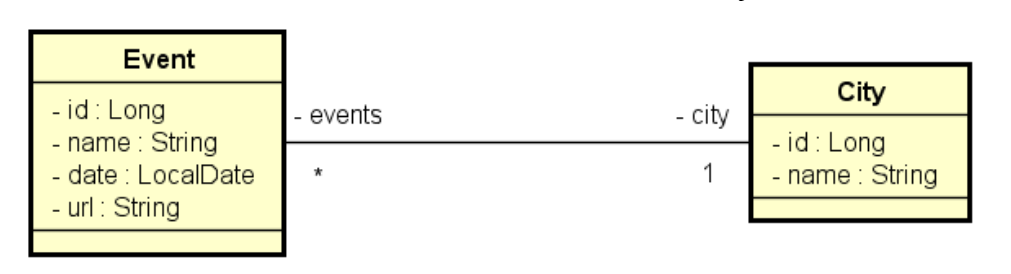 Event
- id : Long
- name : String
- date : LocalDate
- url : String
- events
*
- city
1
City
- id : Long
- name : String